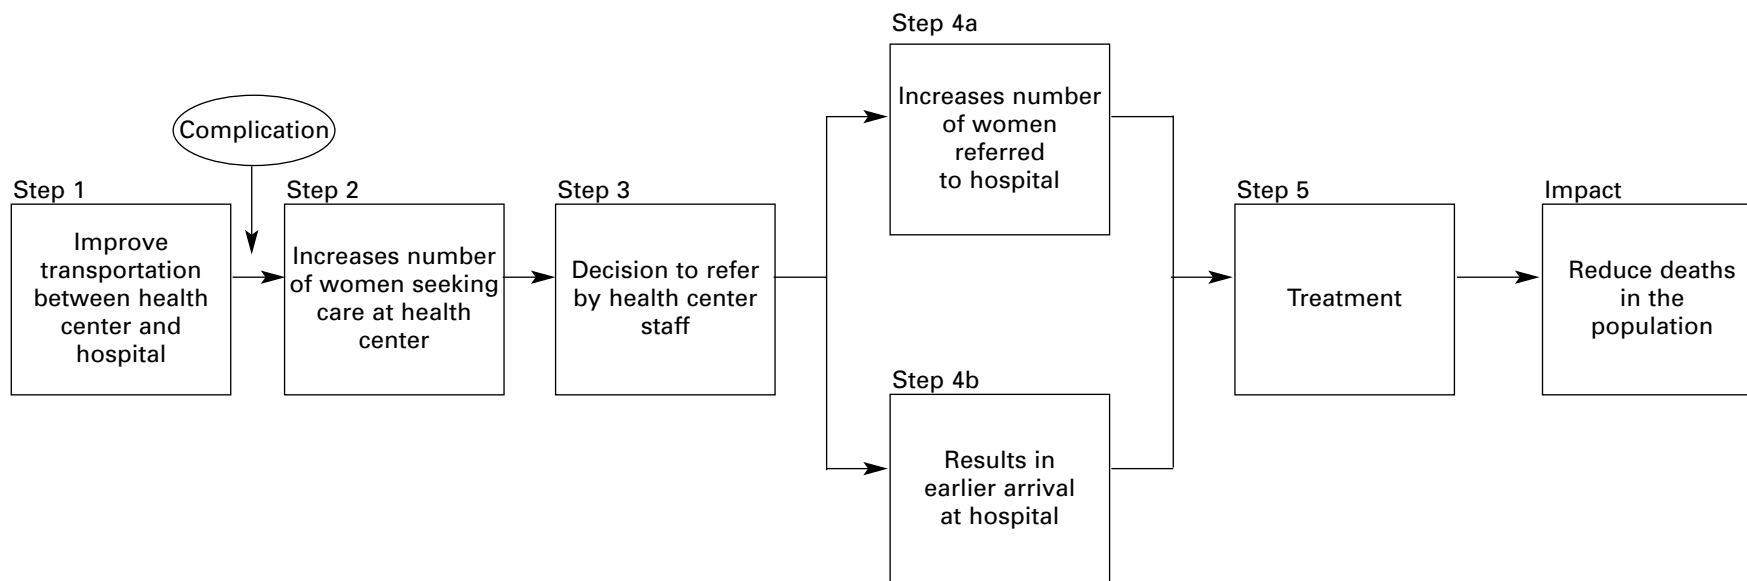 Complication
Step 1
Improve
transportation
between health
center and
hospital
Step 2
Increases number
of women seeking
care at health
center
Step 3
Decision to refer
by health center
staff
Step 4a
Increases number
of women
referred
to hospital
Step 4b
Results in
earlier arrival
at hospital
Step 5
Treatment
Impact
Reduce deaths
in the
population